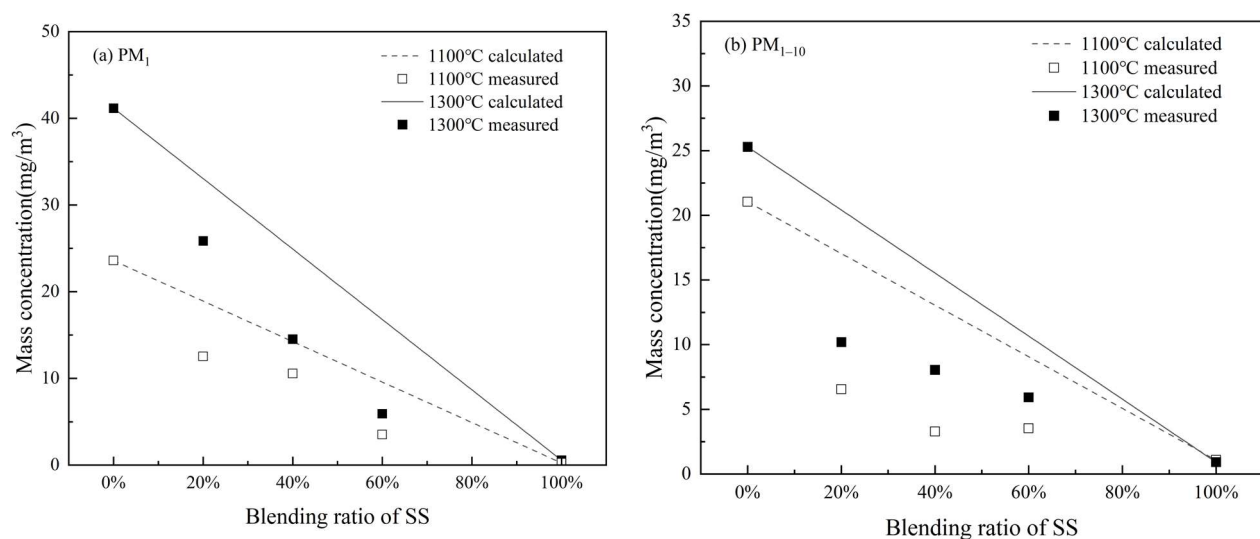 (a) PM₁
1100℃ calculated
1100℃ measured
1300℃ calculated
1300℃ measured
50
40
30
20
10
0
Mass concentration(mg/m³)
0% 20% 40% 60% 100%
Blending ratio of SS
(b) PM₁₋₁₀
1100℃ calculated
1100℃ measured
1300℃ calculated
1300℃ measured
35
30
25
20
15
10
5
0
Mass concentration(mg/m³)
0% 20% 40% 60% 100%
Blending ratio of SS